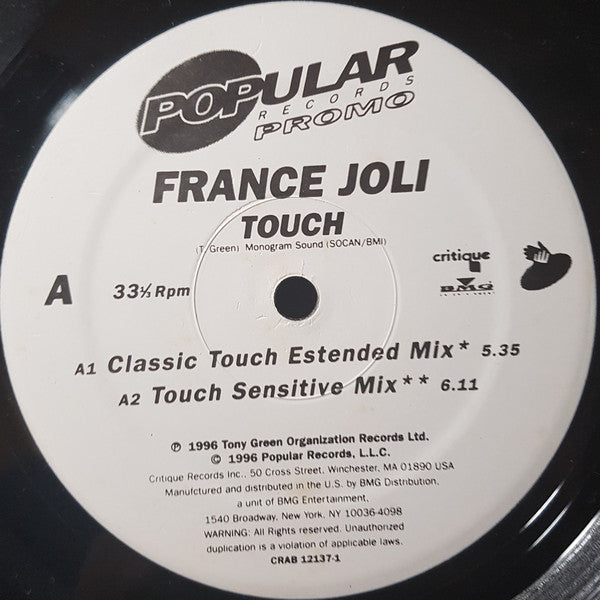 POPULAR
RECORDS
PROMO
FRANCE JOLI
TOUCH
(T. Green) Monogram Sound (SOCAN/BMI)
A
33⅓ Rpm
critique
BMG
A1 Classic Touch Estended Mix* 5.35
A2 Touch Sensitive Mix** 6.11
℗ 1996 Tony Green Organization Records Ltd.
© 1996 Popular Records, L.L.C.
Critique Records Inc., 50 Cross Street, Winchester, MA 01890 USA
Manufctured and distributed in the U.S. by BMG Distribution,
a unit of BMG Entertainment,
1540 Broadway, New York, NY 10036-4098
WARNING: All Rights reserved. Unauthorized
duplication is a violation of applicable laws.
CRAB 12137-1